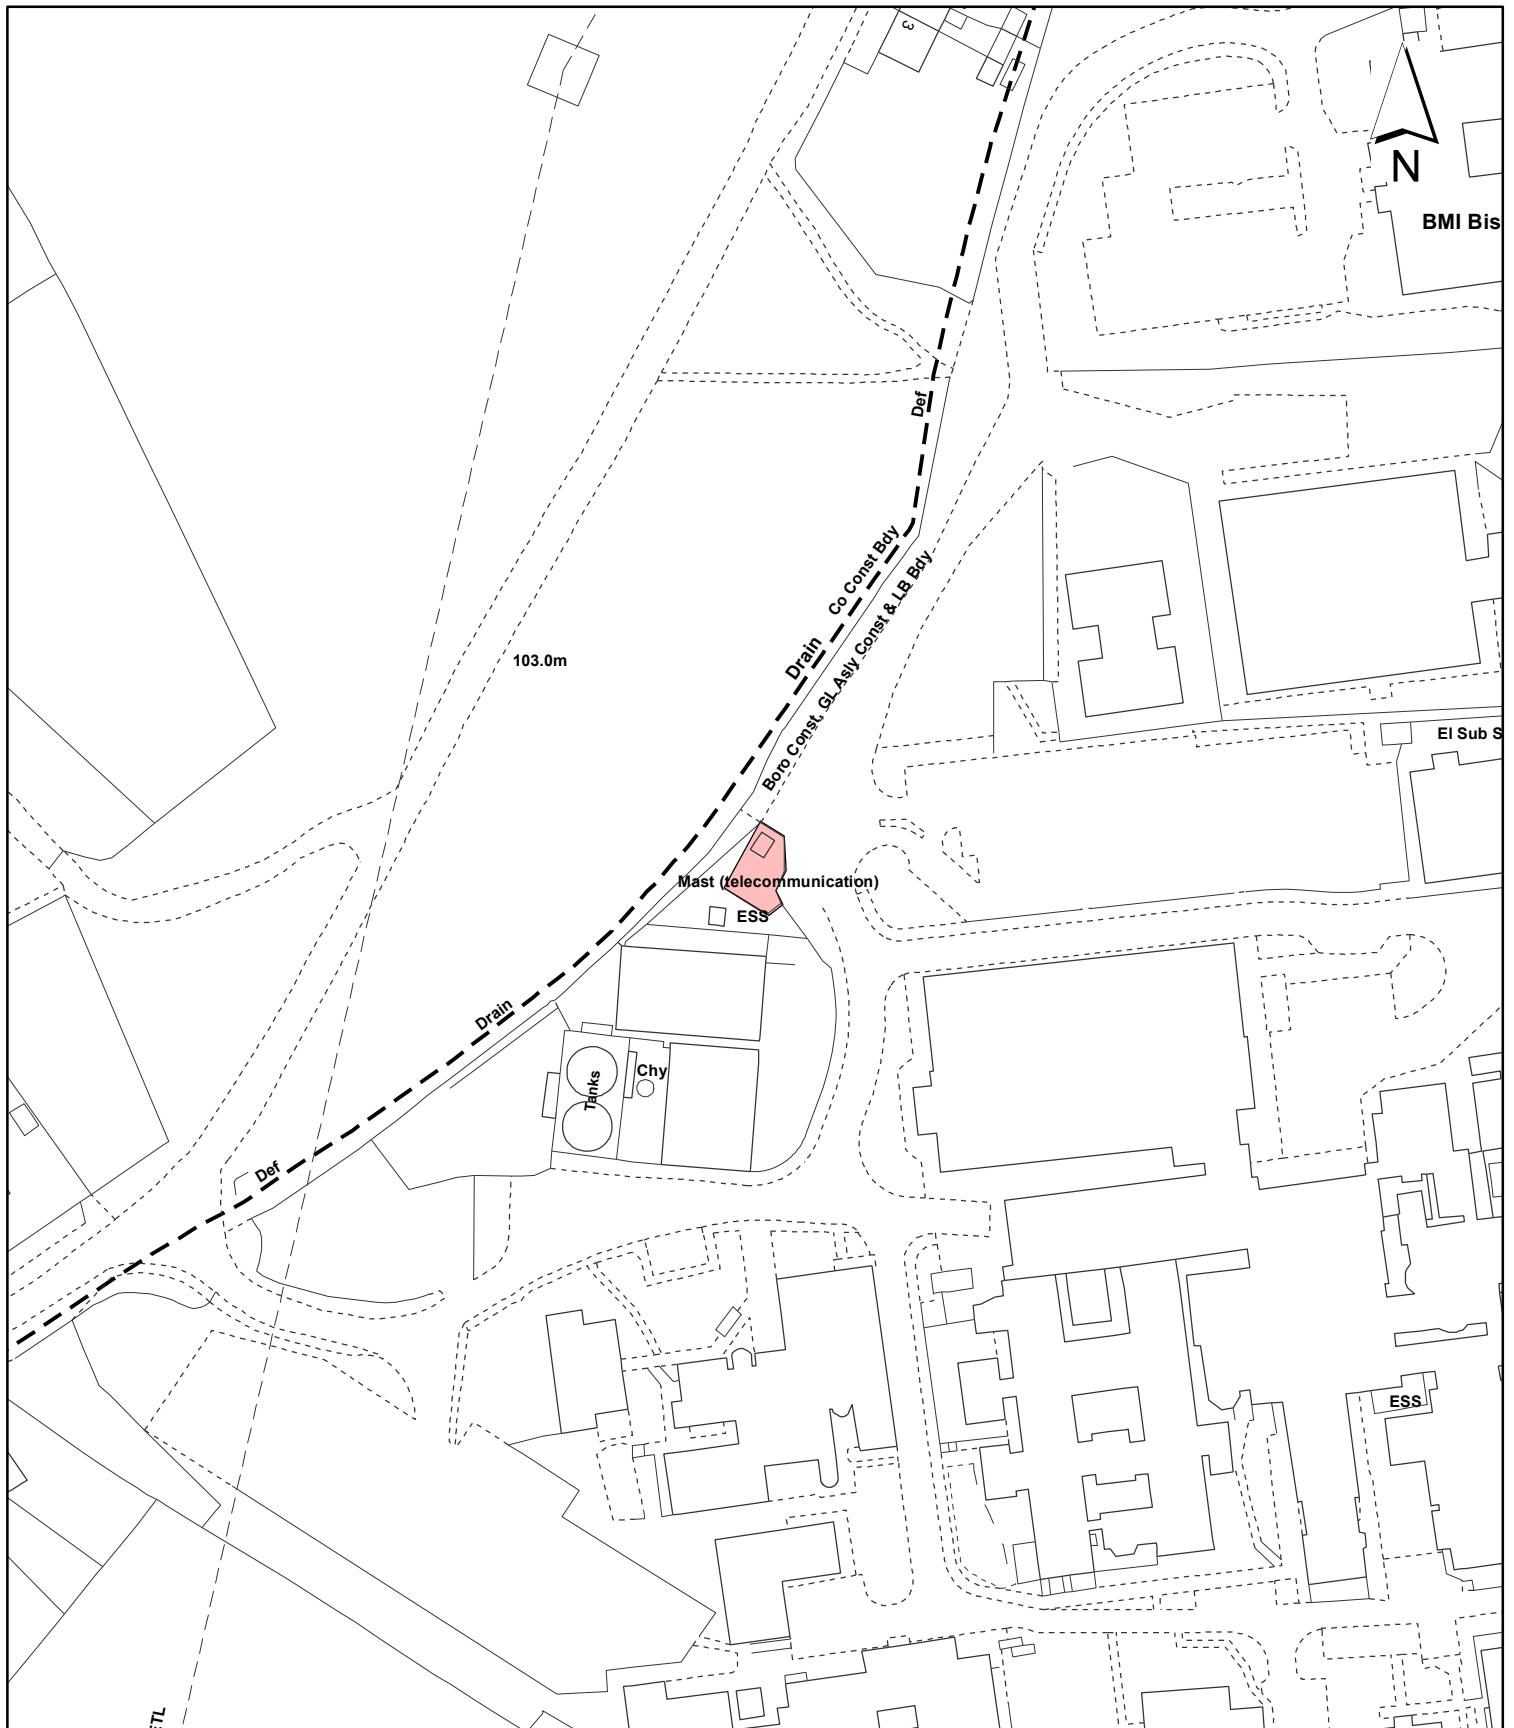 3
N
BMI Bis
Def
Co Const Bdy
Boro Const, GL Asly Const & LB Bdy
Drain
103.0m
El Sub S
Mast (telecommunication)
ESS
Drain
Chy
Tanks
Def
ESS
ETL